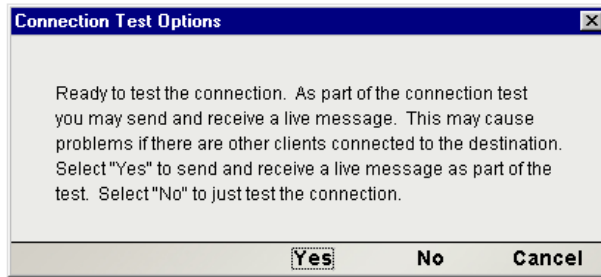 Connection Test Options
Ready to test the connection. As part of the connection test
you may send and receive a live message. This may cause
problems if there are other clients connected to the destination.
Select "Yes" to send and receive a live message as part of the
test. Select "No" to just test the connection.
Yes No Cancel